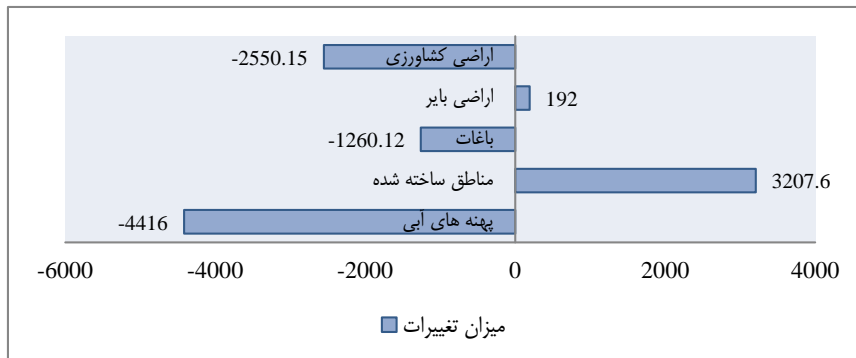 اراضی کشاورزی
-2550.15
اراضی بایر
192
باغات
-1260.12
مناطق ساخته شده
3207.6
پهنه های آبی
-4416
-6000 -4000 -2000 0 2000 4000
میزان تغییرات